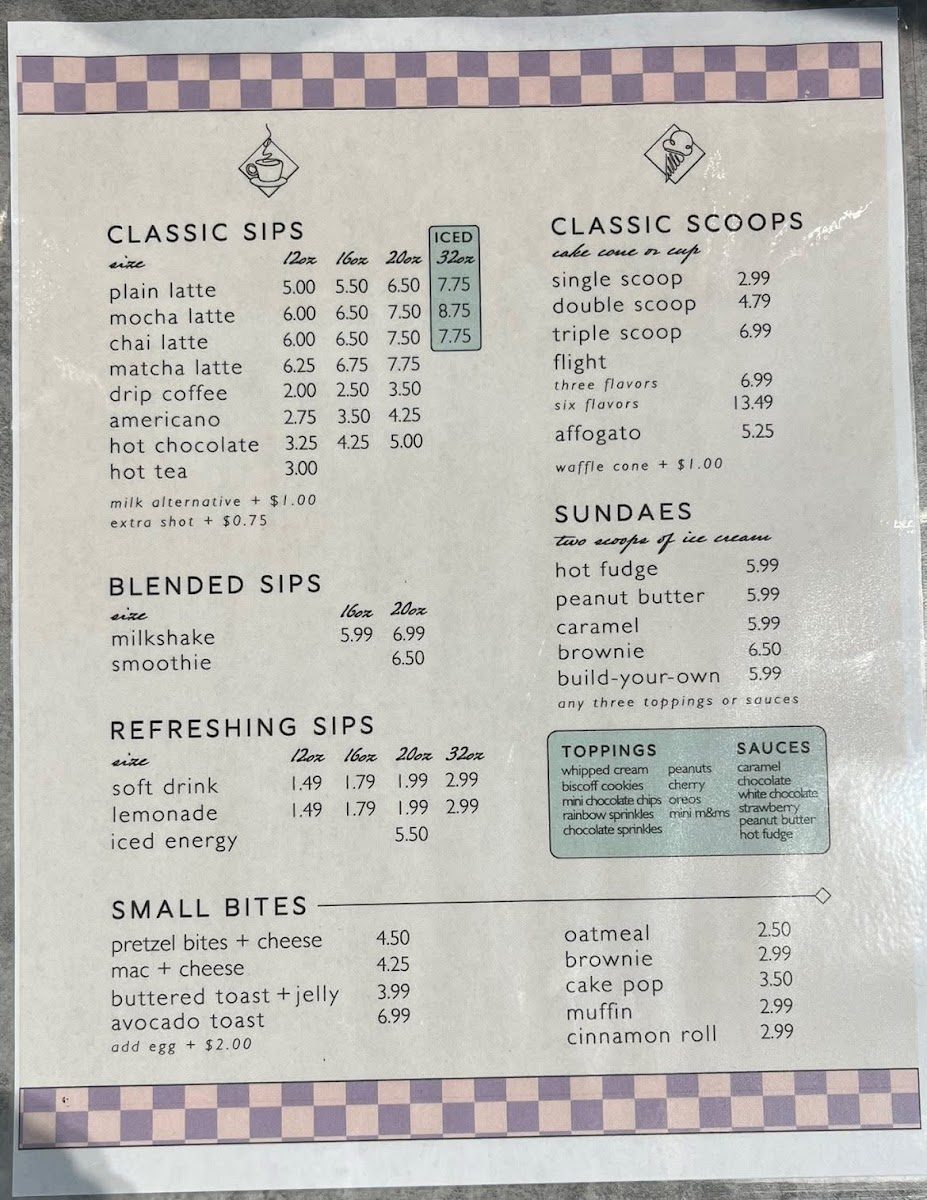 CLASSIC SIPS
ICED
size 12oz 16oz 20oz 32oz
plain latte 5.00 5.50 6.50 7.75
mocha latte 6.00 6.50 7.50 8.75
chai latte 6.00 6.50 7.50 7.75
matcha latte 6.25 6.75 7.75
drip coffee 2.00 2.50 3.50
americano 2.75 3.50 4.25
hot chocolate 3.25 4.25 5.00
hot tea 3.00
milk alternative + $1.00
extra shot + $0.75
BLENDED SIPS
size 16oz 20oz
milkshake 5.99 6.99
smoothie 6.50
REFRESHING SIPS
size 12oz 16oz 20oz 32oz
soft drink 1.49 1.79 1.99 2.99
lemonade 1.49 1.79 1.99 2.99
iced energy 5.50
CLASSIC SCOOPS
cake cone or cup
single scoop 2.99
double scoop 4.79
triple scoop 6.99
flight
three flavors 6.99
six flavors 13.49
affogato 5.25
waffle cone + $1.00
SUNDAES
two scoops of ice cream
hot fudge 5.99
peanut butter 5.99
caramel 5.99
brownie 6.50
build-your-own 5.99
any three toppings or sauces
TOPPINGS
whipped cream peanuts
biscoff cookies cherry
mini chocolate chips oreos
rainbow sprinkles mini m&ms
chocolate sprinkles
SAUCES
caramel
chocolate
white chocolate
strawberry
peanut butter
hot fudge
SMALL BITES
pretzel bites + cheese 4.50
mac + cheese 4.25
buttered toast + jelly 3.99
avocado toast 6.99
add egg + $2.00
oatmeal 2.50
brownie 2.99
cake pop 3.50
muffin 2.99
cinnamon roll 2.99